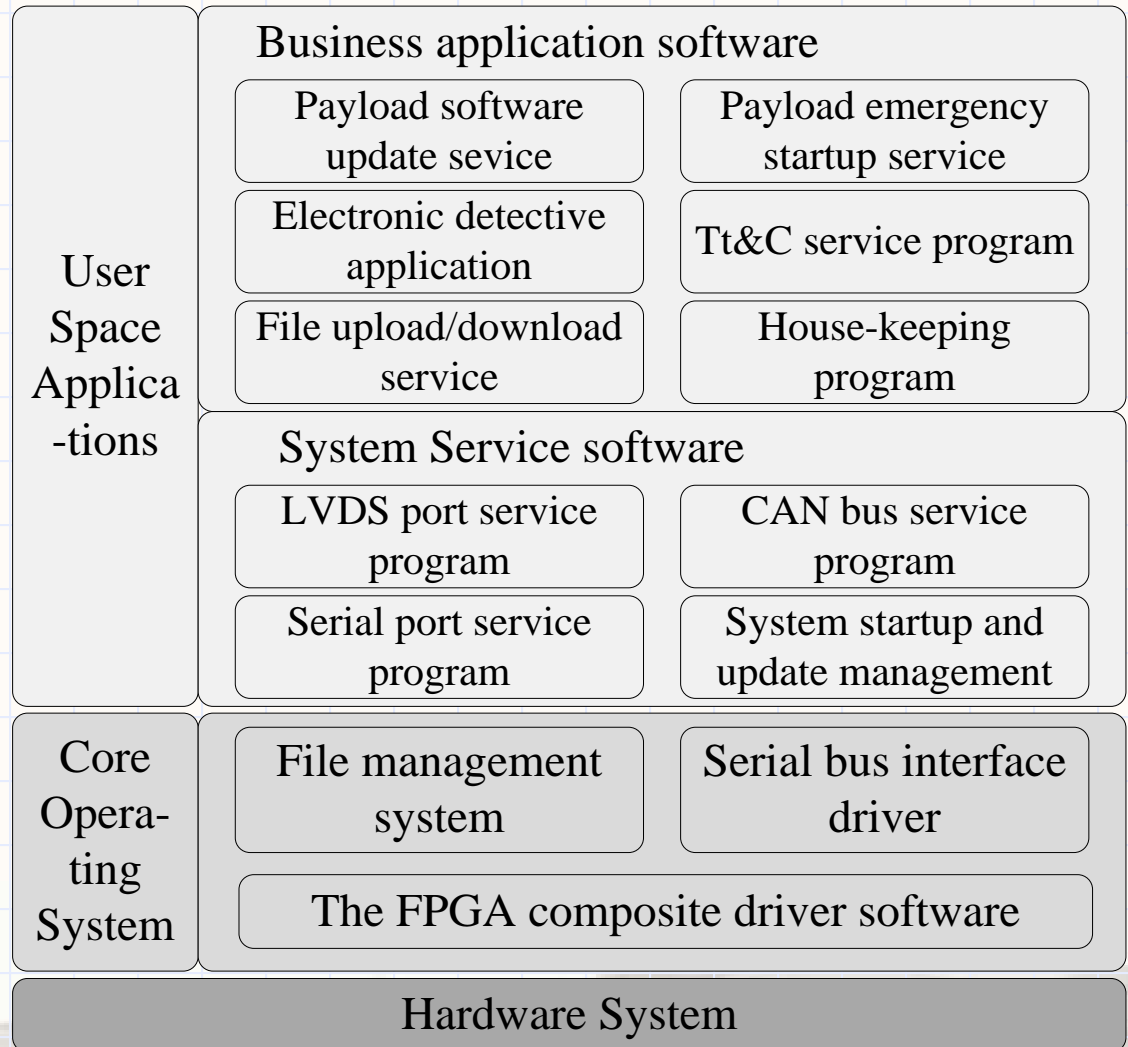 User
Space
Applica
-tions
Business application software
Payload software
update sevice
Payload emergency
startup service
Electronic detective
application
Tt&C service program
File upload/download
service
House-keeping
program
System Service software
LVDS port service
program
CAN bus service
program
Serial port service
program
System startup and
update management
Core
Opera-
ting
System
File management
system
Serial bus interface
driver
The FPGA composite driver software
Hardware System